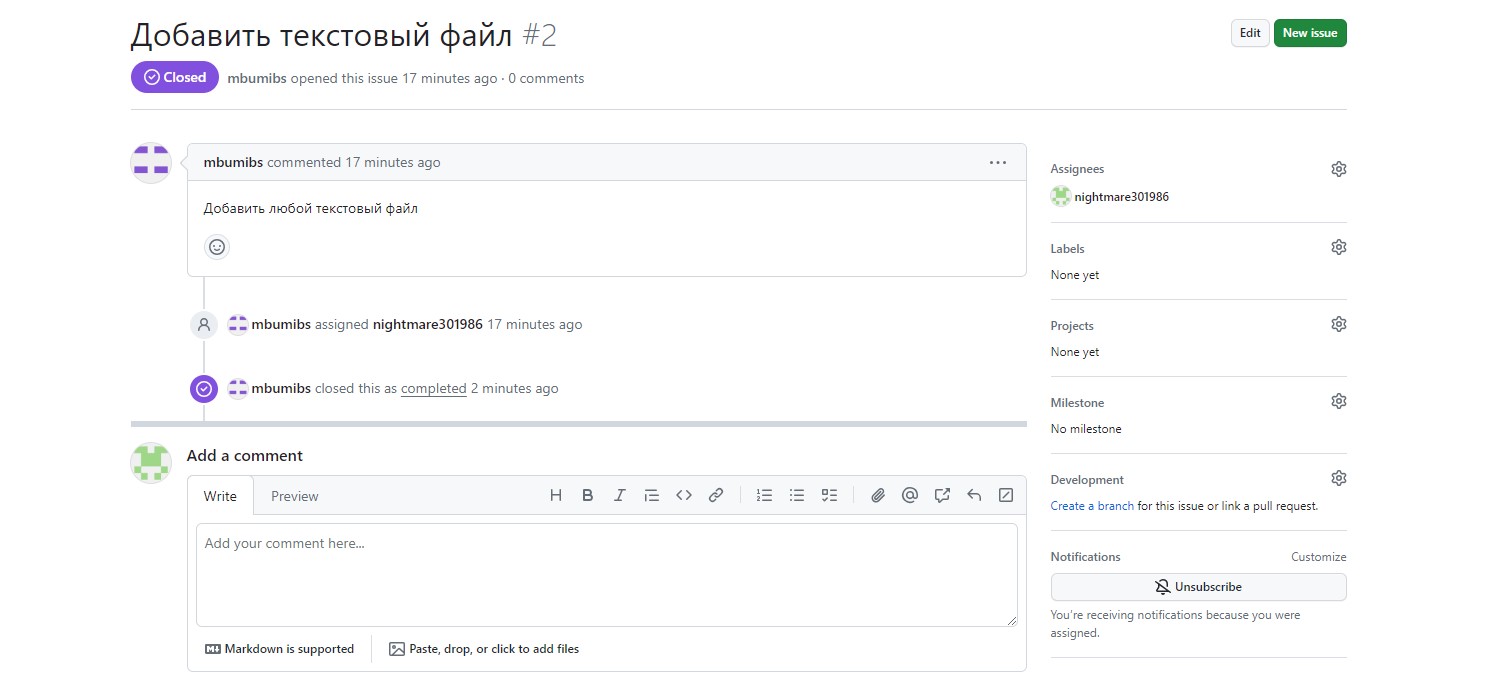 Добавить текстовый файл #2
Edit
New issue
Closed
mbumibs opened this issue 17 minutes ago · 0 comments
mbumibs commented 17 minutes ago
Добавить любой текстовый файл
mbumibs assigned nightmare301986 17 minutes ago
mbumibs closed this as completed 2 minutes ago
Add a comment
Write
Preview
Add your comment here...
Markdown is supported
Paste, drop, or click to add files
Assignees
nightmare301986
Labels
None yet
Projects
None yet
Milestone
No milestone
Development
Create a branch for this issue or link a pull request.
Notifications
Customize
Unsubscribe
You're receiving notifications because you were
assigned.